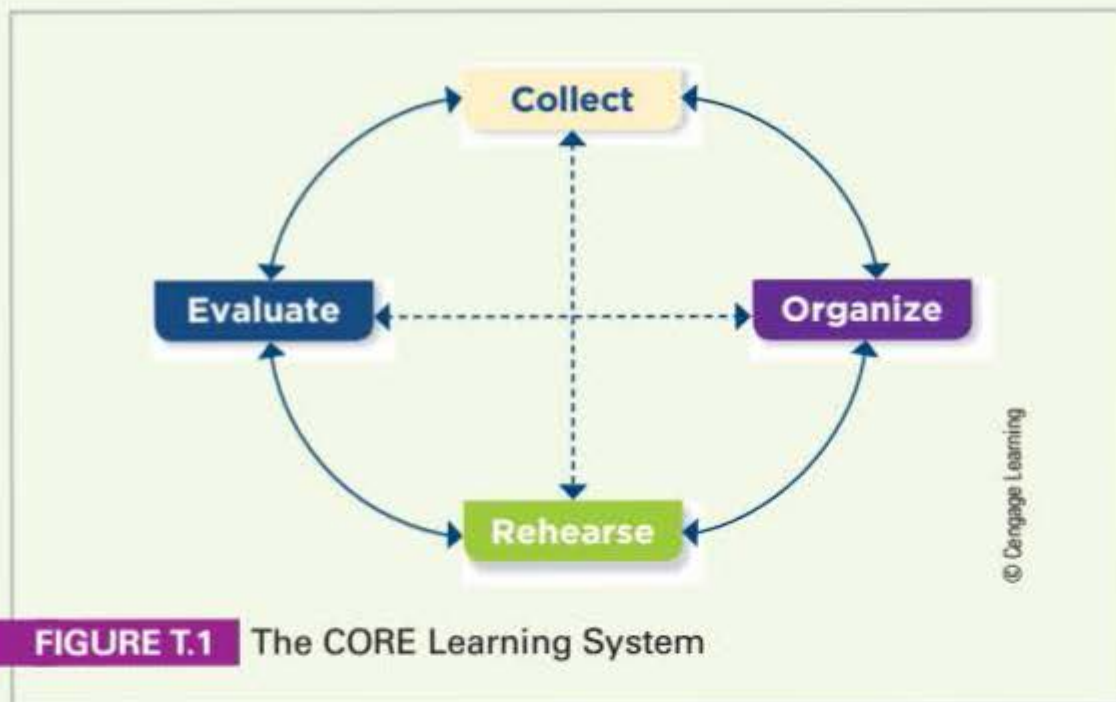 Collect
Evaluate
Organize
Rehearse
© Cengage Learning
FIGURE T.1 The CORE Learning System